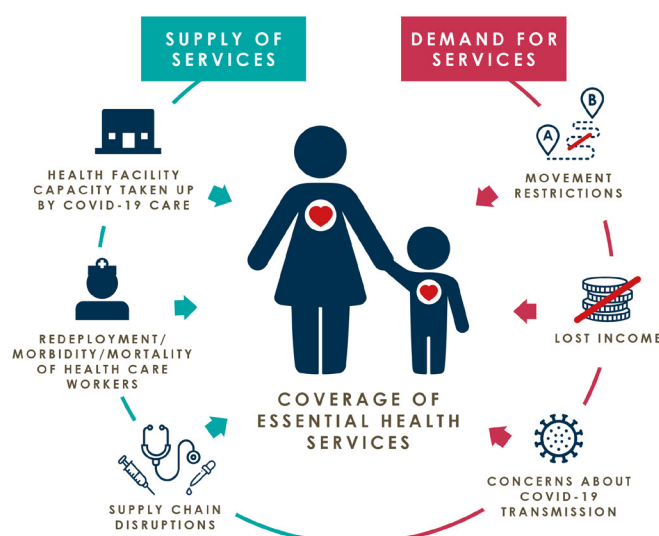 SUPPLY OF
SERVICES
DEMAND FOR
SERVICES
HEALTH FACILITY
CAPACITY TAKEN UP
BY COVID-19 CARE
REDEPLOYMENT/
MORBIDITY/MORTALITY
OF HEALTH CARE
WORKERS
SUPPLY CHAIN
DISRUPTIONS
COVERAGE OF
ESSENTIAL HEALTH
SERVICES
B
A
MOVEMENT
RESTRICTIONS
LOST INCOME
CONCERNS ABOUT
COVID-19
TRANSMISSION